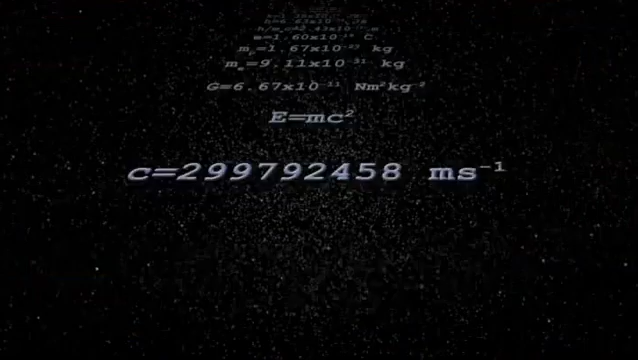 e=1.60x10⁻¹⁹ C
mₚ=1.67x10⁻²⁷ kg
mₑ=9.11x10⁻³¹ kg
G=6.67x10⁻¹¹ Nm²kg⁻²
E=mc²
c=299792458 ms⁻¹